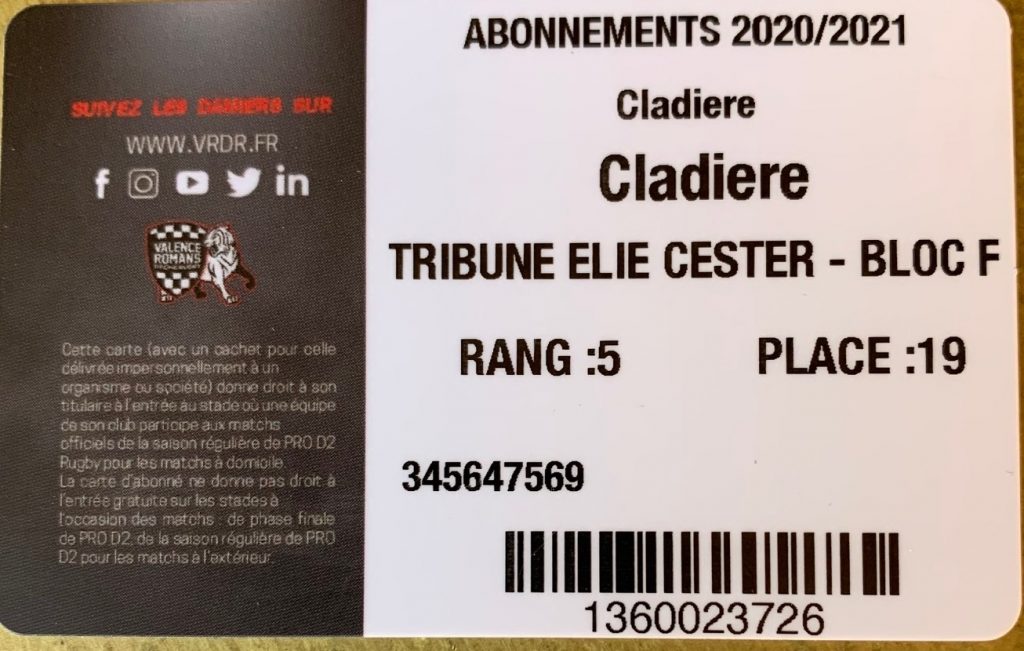 SUIVEZ LES DAMIERS SUR
WWW.VRDR.FR
VALENCE
ROMANS
DRÔME RUGBY
Cette carte (avec un cachet pour celle
délivrée impersonnellement à un
organisme ou société) donne droit à son
titulaire à l'entrée au stade où une équipe
de son club participe aux matchs
officiels de la saison régulière de PRO D2
Rugby pour les matchs à domicile.
La carte d'abonné ne donne pas droit à
l'entrée gratuite sur les stades à
l'occasion des matchs : de phase finale
de PRO D2, de la saison régulière de PRO
D2 pour les matchs à l'extérieur.
ABONNEMENTS 2020/2021
Cladiere
Cladiere
TRIBUNE ELIE CESTER - BLOC F
RANG :5 PLACE :19
345647569
1360023726